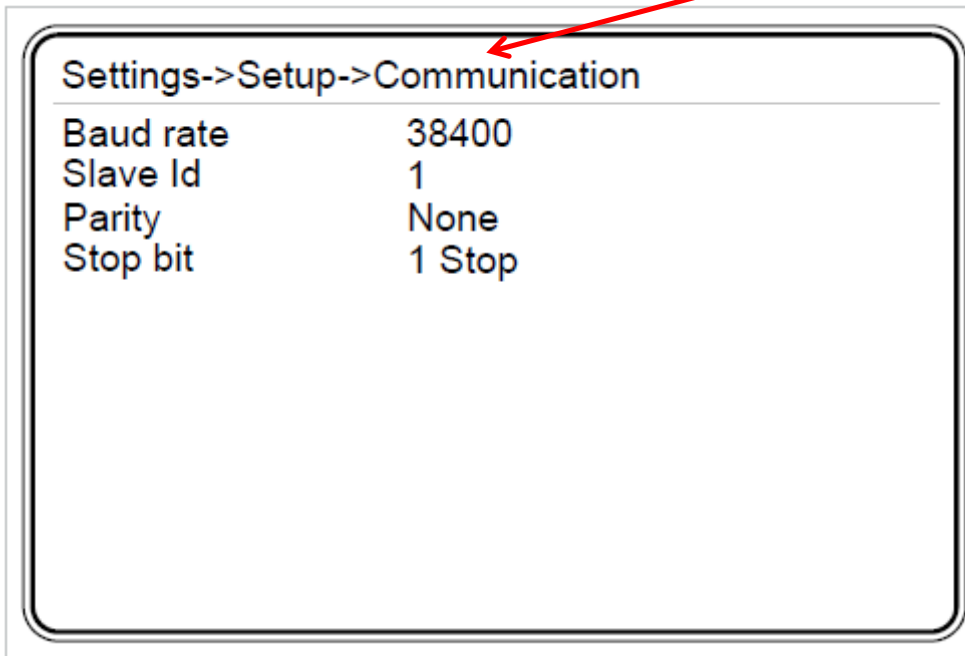 Settings->Setup->Communication
Baud rate 38400
Slave Id 1
Parity None
Stop bit 1 Stop